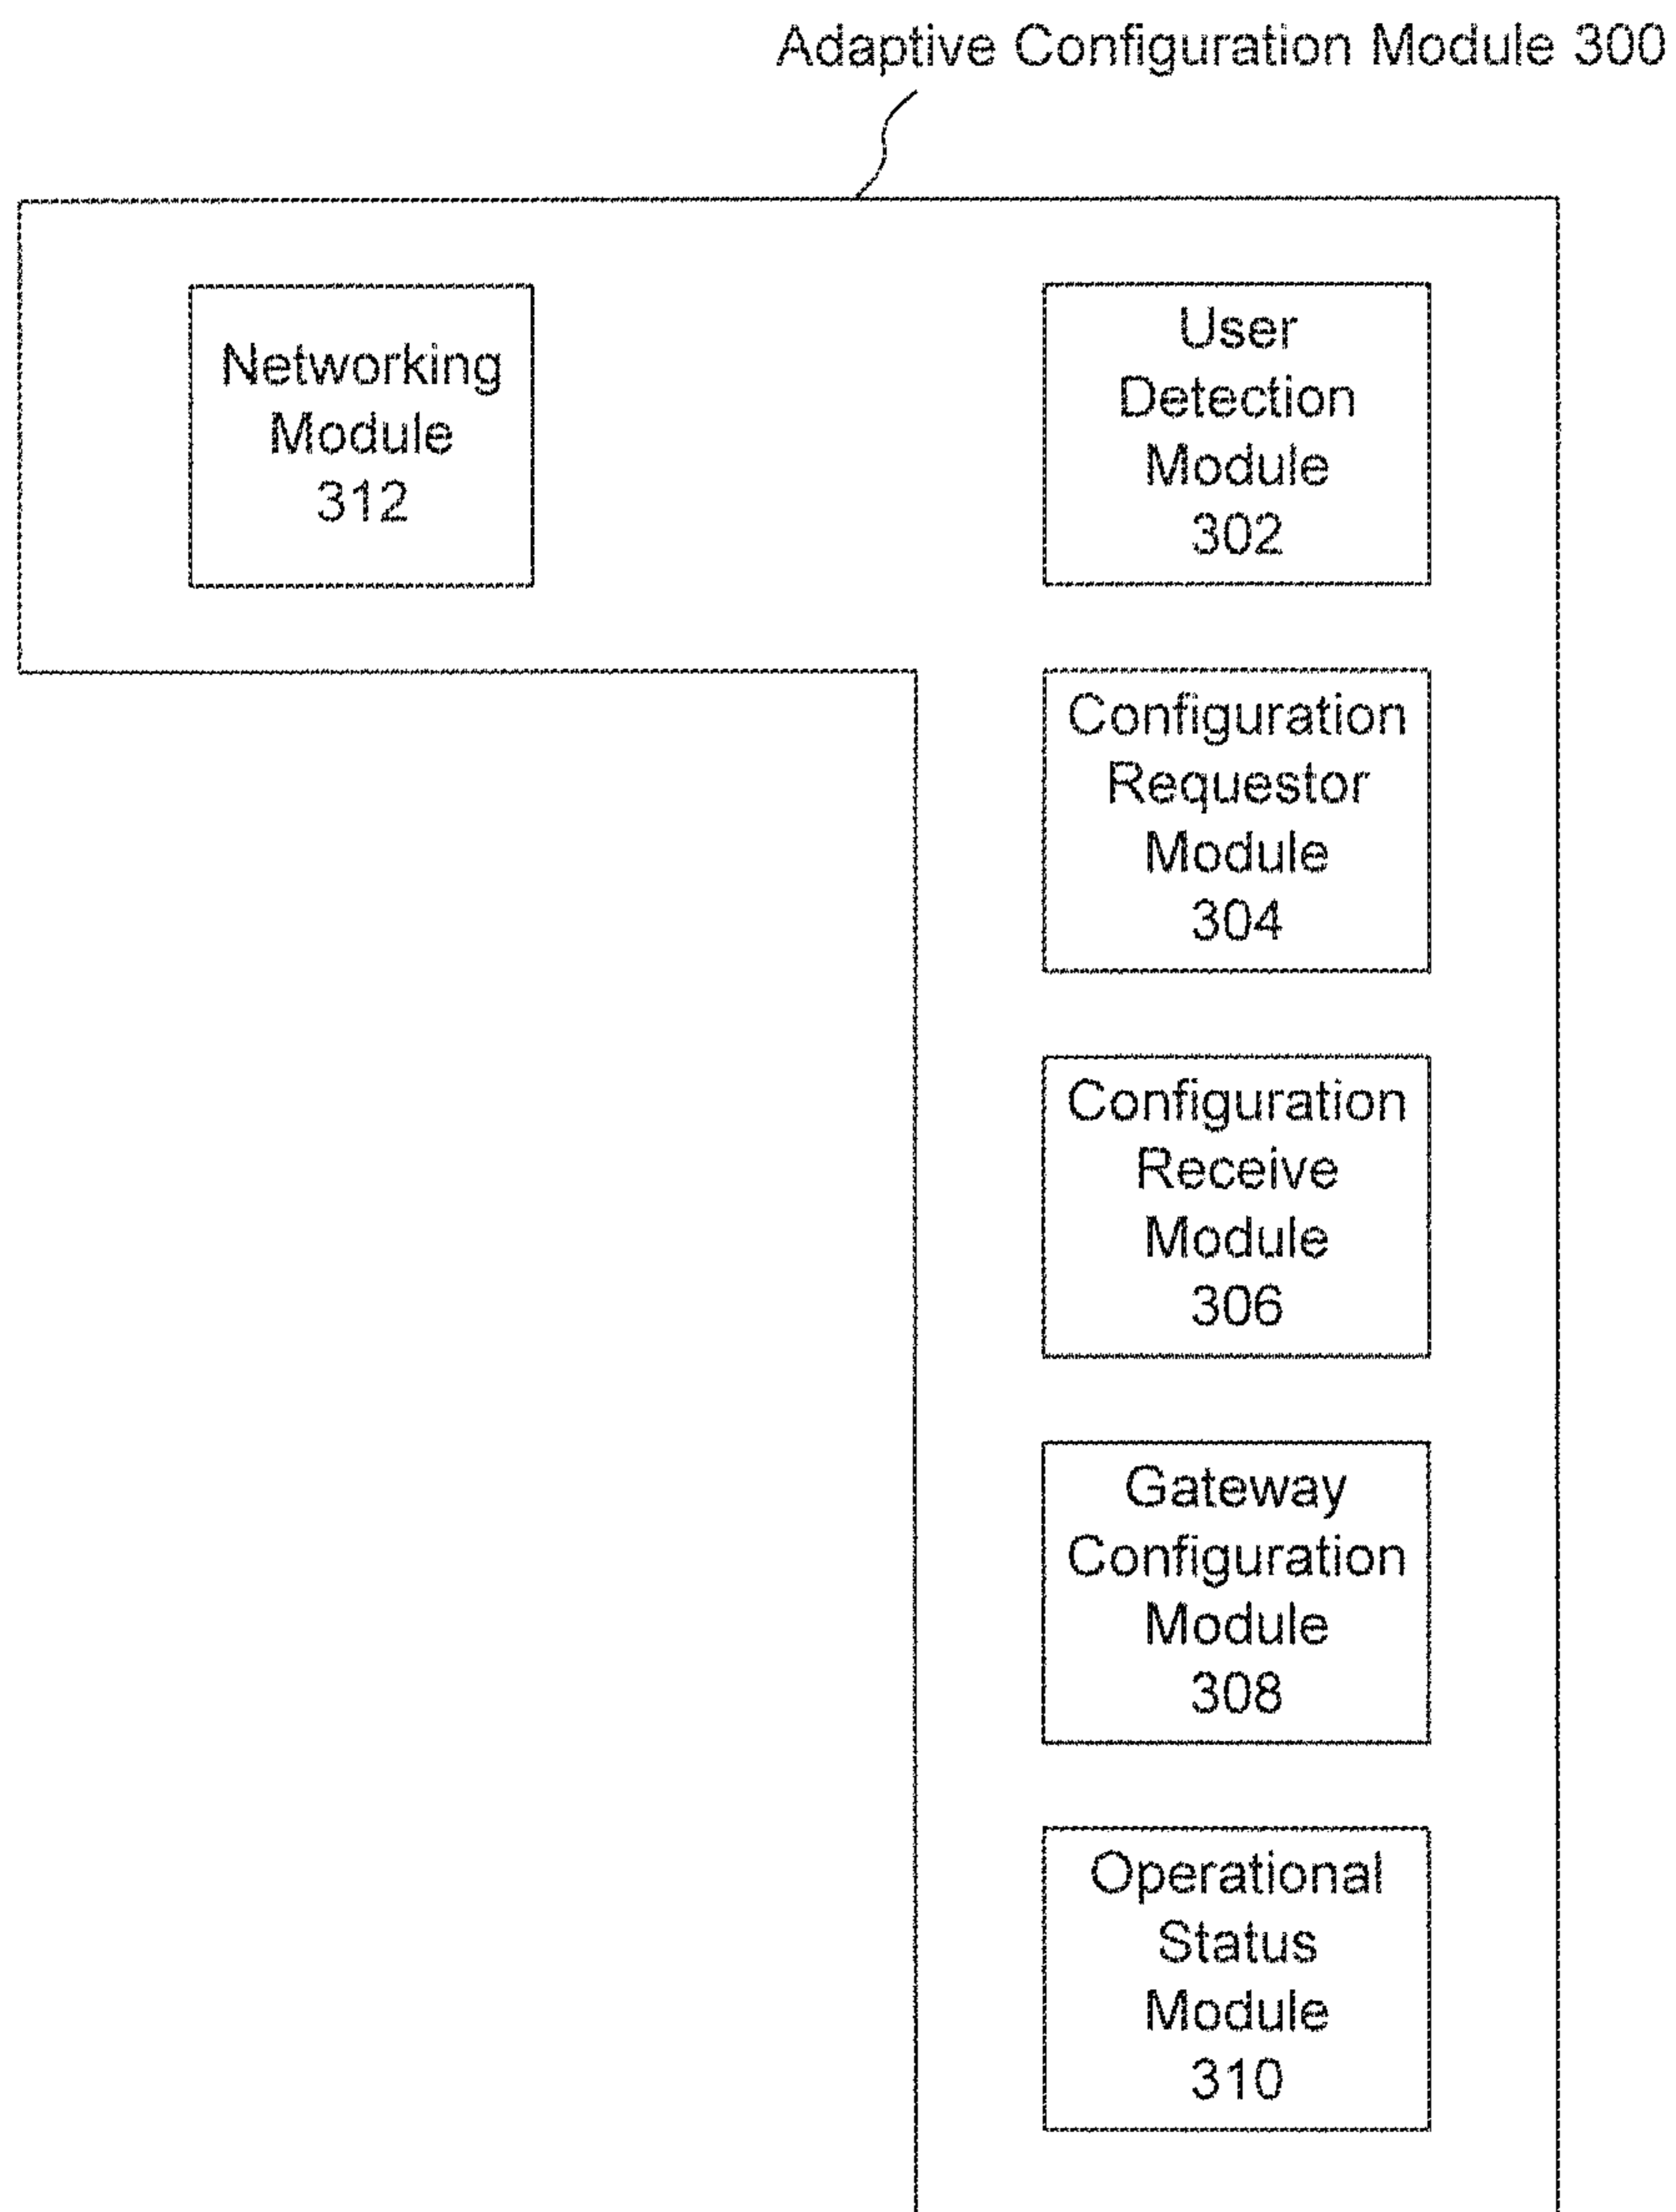 Adaptive Configuration Module 300
Networking
Module
312
User
Detection
Module
302
Configuration
Requestor
Module
304
Configuration
Receive
Module
306
Gateway
Configuration
Module
308
Operational
Status
Module
310